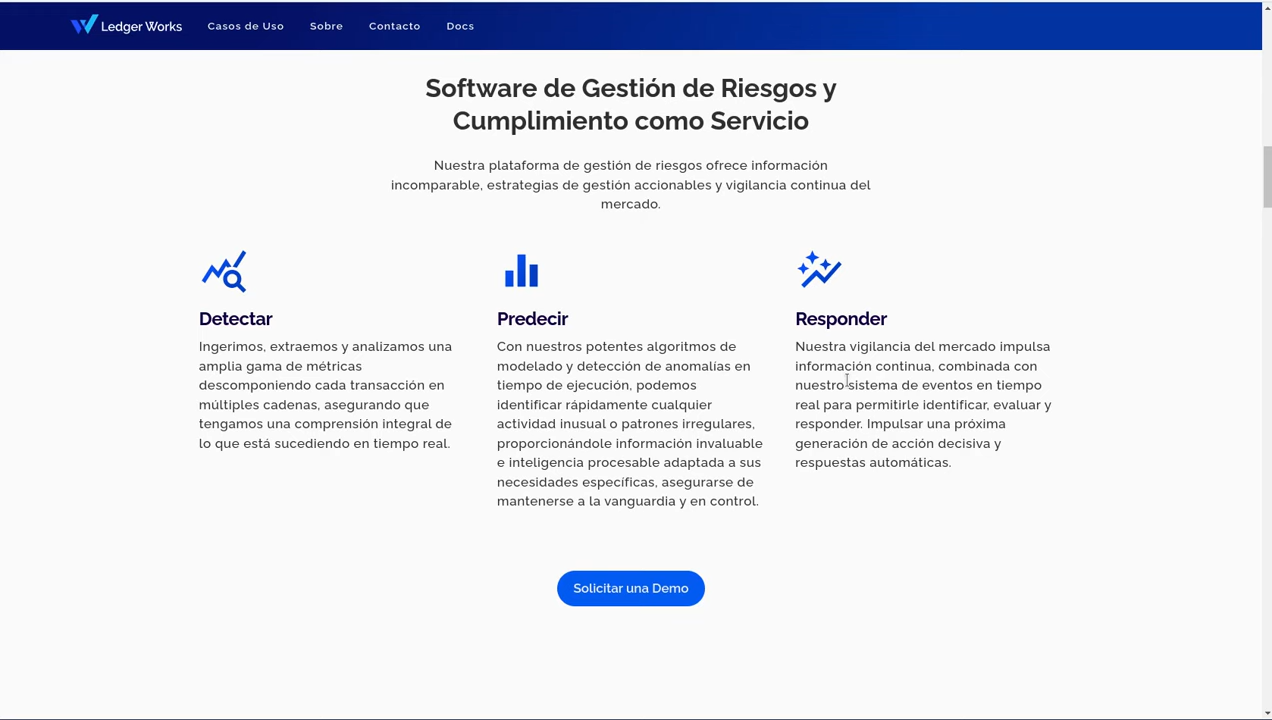 Ledger Works
Casos de Uso
Sobre
Contacto
Docs
Software de Gestión de Riesgos y
Cumplimiento como Servicio
Nuestra plataforma de gestión de riesgos ofrece información
incomparable, estrategias de gestión accionables y vigilancia continua del
mercado.
Detectar
Ingerimos, extraemos y analizamos una
amplia gama de métricas
descomponiendo cada transacción en
múltiples cadenas, asegurando que
tengamos una comprensión integral de
lo que está sucediendo en tiempo real.
Predecir
Con nuestros potentes algoritmos de
modelado y detección de anomalías en
tiempo de ejecución, podemos
identificar rápidamente cualquier
actividad inusual o patrones irregulares,
proporcionándole información invaluable
e inteligencia procesable adaptada a sus
necesidades específicas, asegurarse de
mantenerse a la vanguardia y en control.
Responder
Nuestra vigilancia del mercado impulsa
información continua, combinada con
nuestro sistema de eventos en tiempo
real para permitirle identificar, evaluar y
responder. Impulsar una próxima
generación de acción decisiva y
respuestas automáticas.
Solicitar una Demo